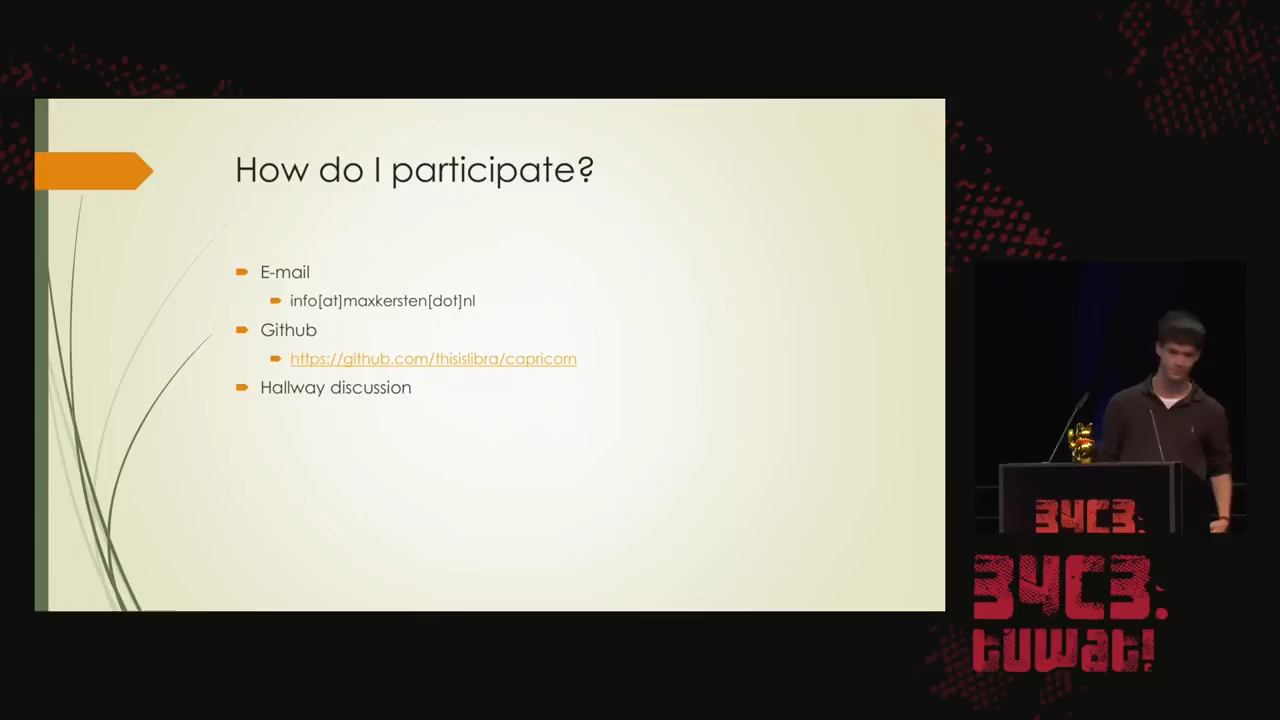 How do I participate?
E-mail
info[at]maxkersten[dot]nl
Github
https://github.com/thisislibra/capricorn
Hallway discussion
34C3.
34C3.
tuwat!